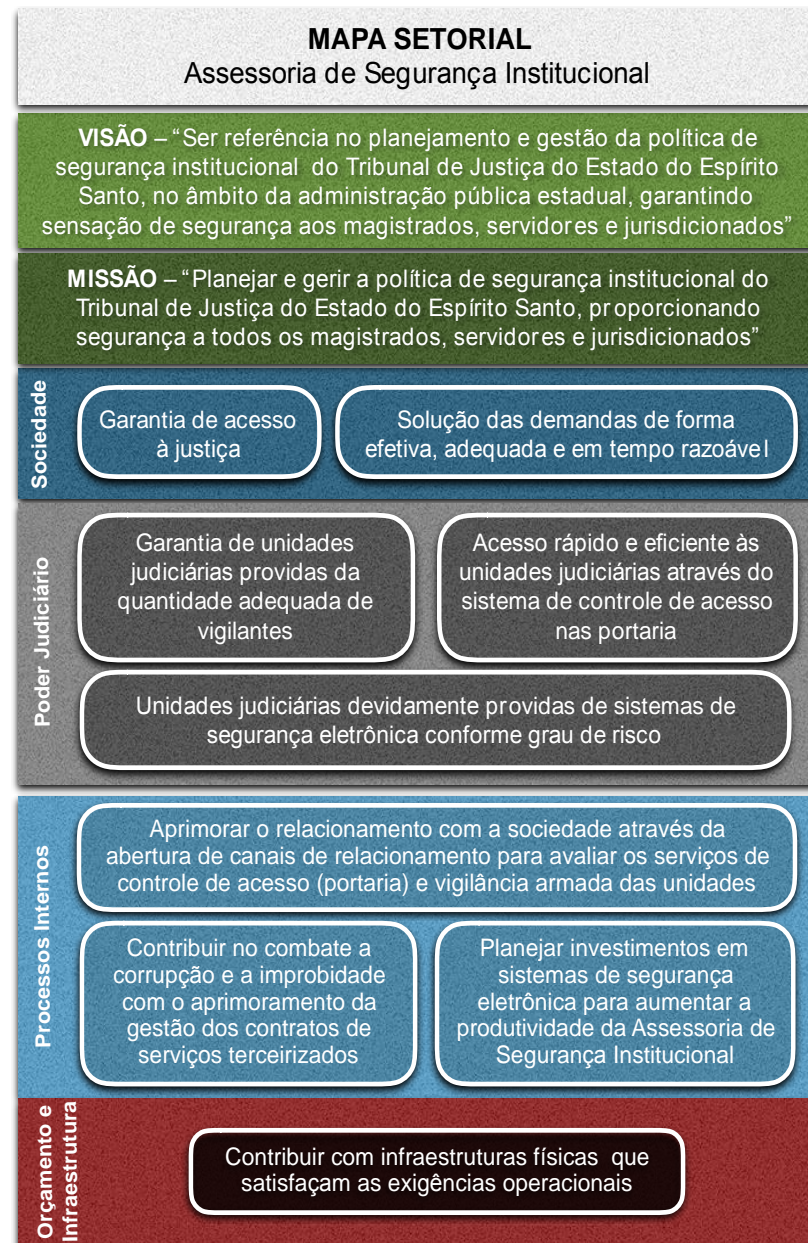 MAPA SETORIAL
Assessoria de Segurança Institucional
VISÃO – “Ser referência no planejamento e gestão da política de
segurança institucional do Tribunal de Justiça do Estado do Espírito
Santo, no âmbito da administração pública estadual, garantindo
sensação de segurança aos magistrados, servidores e jurisdicionados”
MISSÃO – “Planejar e gerir a política de segurança institucional do
Tribunal de Justiça do Estado do Espírito Santo, proporcionando
segurança a todos os magistrados, servidores e jurisdicionados”
Sociedade
Garantia de acesso
à justiça
Solução das demandas de forma
efetiva, adequada e em tempo razoável
Poder Judiciário
Garantia de unidades
judiciárias providas da
quantidade adequada de
vigilantes
Acesso rápido e eficiente às
unidades judiciárias através do
sistema de controle de acesso
nas portaria
Unidades judiciárias devidamente providas de sistemas de
segurança eletrônica conforme grau de risco
Processos Internos
Aprimorar o relacionamento com a sociedade através da
abertura de canais de relacionamento para avaliar os serviços de
controle de acesso (portaria) e vigilância armada das unidades
Contribuir no combate a
corrupção e a improbidade
com o aprimoramento da
gestão dos contratos de
serviços terceirizados
Planejar investimentos em
sistemas de segurança
eletrônica para aumentar a
produtividade da Assessoria de
Segurança Institucional
Orçamento e
Infraestrutura
Contribuir com infraestruturas físicas que
satisfaçam as exigências operacionais